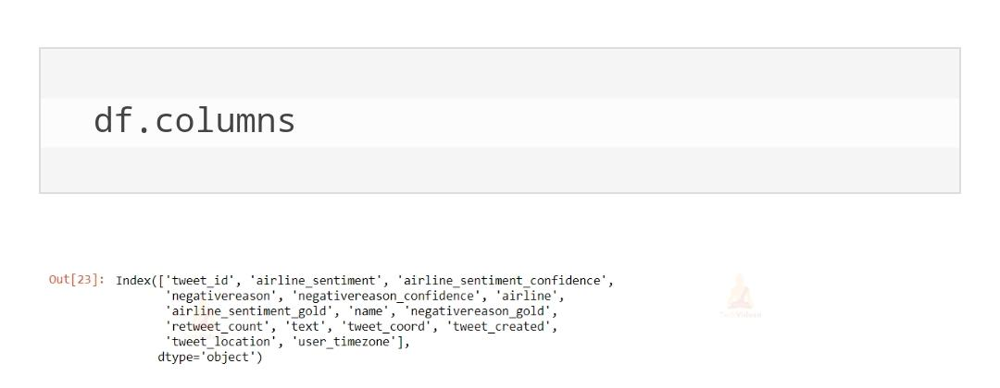 df.columns
Out[23]: Index(['tweet_id', 'airline_sentiment', 'airline_sentiment_confidence',
'negativereason', 'negativereason_confidence', 'airline',
'airline_sentiment_gold', 'name', 'negativereason_gold',
'retweet_count', 'text', 'tweet_coord', 'tweet_created',
'tweet_location', 'user_timezone'],
dtype='object')